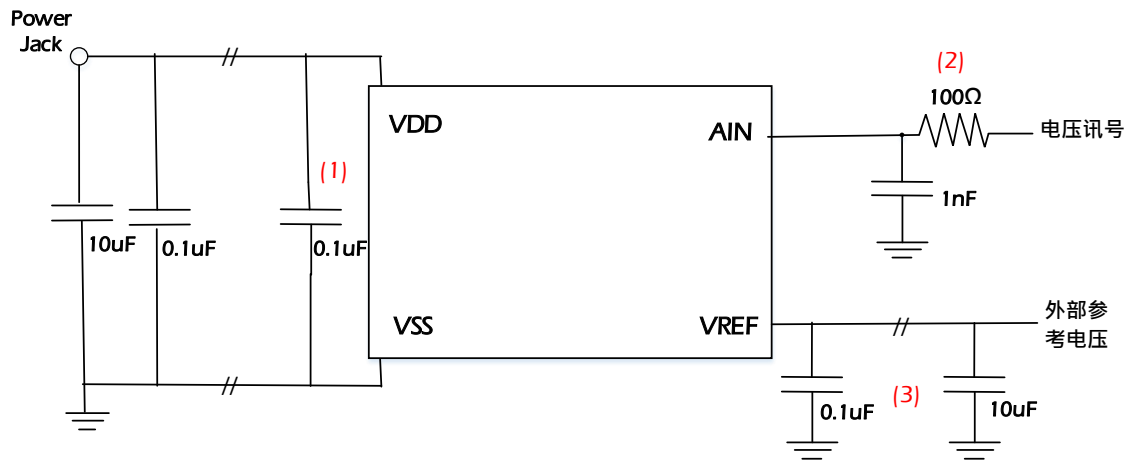 Power
Jack
VDD
AIN
VSS
VREF
(1)
10uF
0.1uF
0.1uF
(2)
100Ω
电压讯号
1nF
外部参
考电压
(3)
0.1uF
10uF